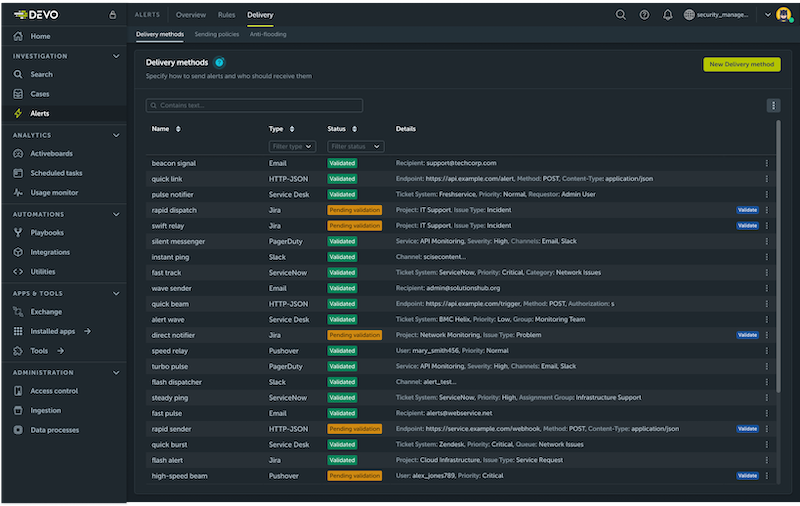 DEVO
ALERTS Overview Rules Delivery
security_manage...
Delivery methods Sending policies Anti-flooding
Home
INVESTIGATION
Search
Cases
Alerts
ANALYTICS
Activeboards
Scheduled tasks
Usage monitor
AUTOMATIONS
Playbooks
Integrations
Utilities
APPS & TOOLS
Exchange
Installed apps
Tools
ADMINISTRATION
Access control
Ingestion
Data processes
Delivery methods ?
Specify how to send alerts and who should receive them
New Delivery method
Contains text...
Name Type Status Details
Filter type Filter status
beacon signal Email Validated Recipient: support@techcorp.com
quick link HTTP-JSON Validated Endpoint: https://api.example.com/alert, Method: POST, Content-Type: application/json
pulse notifier Service Desk Validated Ticket System: Freshservice, Priority: Normal, Requestor: Admin User
rapid dispatch Jira Pending validation Project: IT Support, Issue Type: Incident Validate
swift relay Jira Pending validation Project: IT Support, Issue Type: Incident Validate
silent messenger PagerDuty Validated Service: API Monitoring, Severity: High, Channels: Email, Slack
instant ping Slack Validated Channel: scisecontent...
fast track ServiceNow Validated Ticket System: ServiceNow, Priority: Critical, Category: Network Issues
wave sender Email Validated Recipient: admin@solutionshub.org
quick beam HTTP-JSON Validated Endpoint: https://api.example.com/trigger, Method: POST, Authorization: s
alert wave Service Desk Validated Ticket System: BMC Helix, Priority: Low, Group: Monitoring Team
direct notifier Jira Pending validation Project: Network Monitoring, Issue Type: Problem Validate
speed relay Pushover Validated User: mary_smith456, Priority: Normal
turbo pulse PagerDuty Validated Service: API Monitoring, Severity: High, Channels: Email, Slack
flash dispatcher Slack Validated Channel: alert_test...
steady ping ServiceNow Validated Ticket System: ServiceNow, Priority: High, Assignment Group: Infrastructure Support
fast pulse Email Validated Recipient: alerts@webservice.net
rapid sender HTTP-JSON Pending validation Endpoint: https://service.example.com/webhook, Method: POST, Content-Type: application/json Validate
quick burst Service Desk Validated Ticket System: Zendesk, Priority: Critical, Queue: Network Issues
flash alert Jira Validated Project: Cloud Infrastructure, Issue Type: Service Request
high-speed beam Pushover Pending validation User: alex_jones789, Priority: Critical Validate